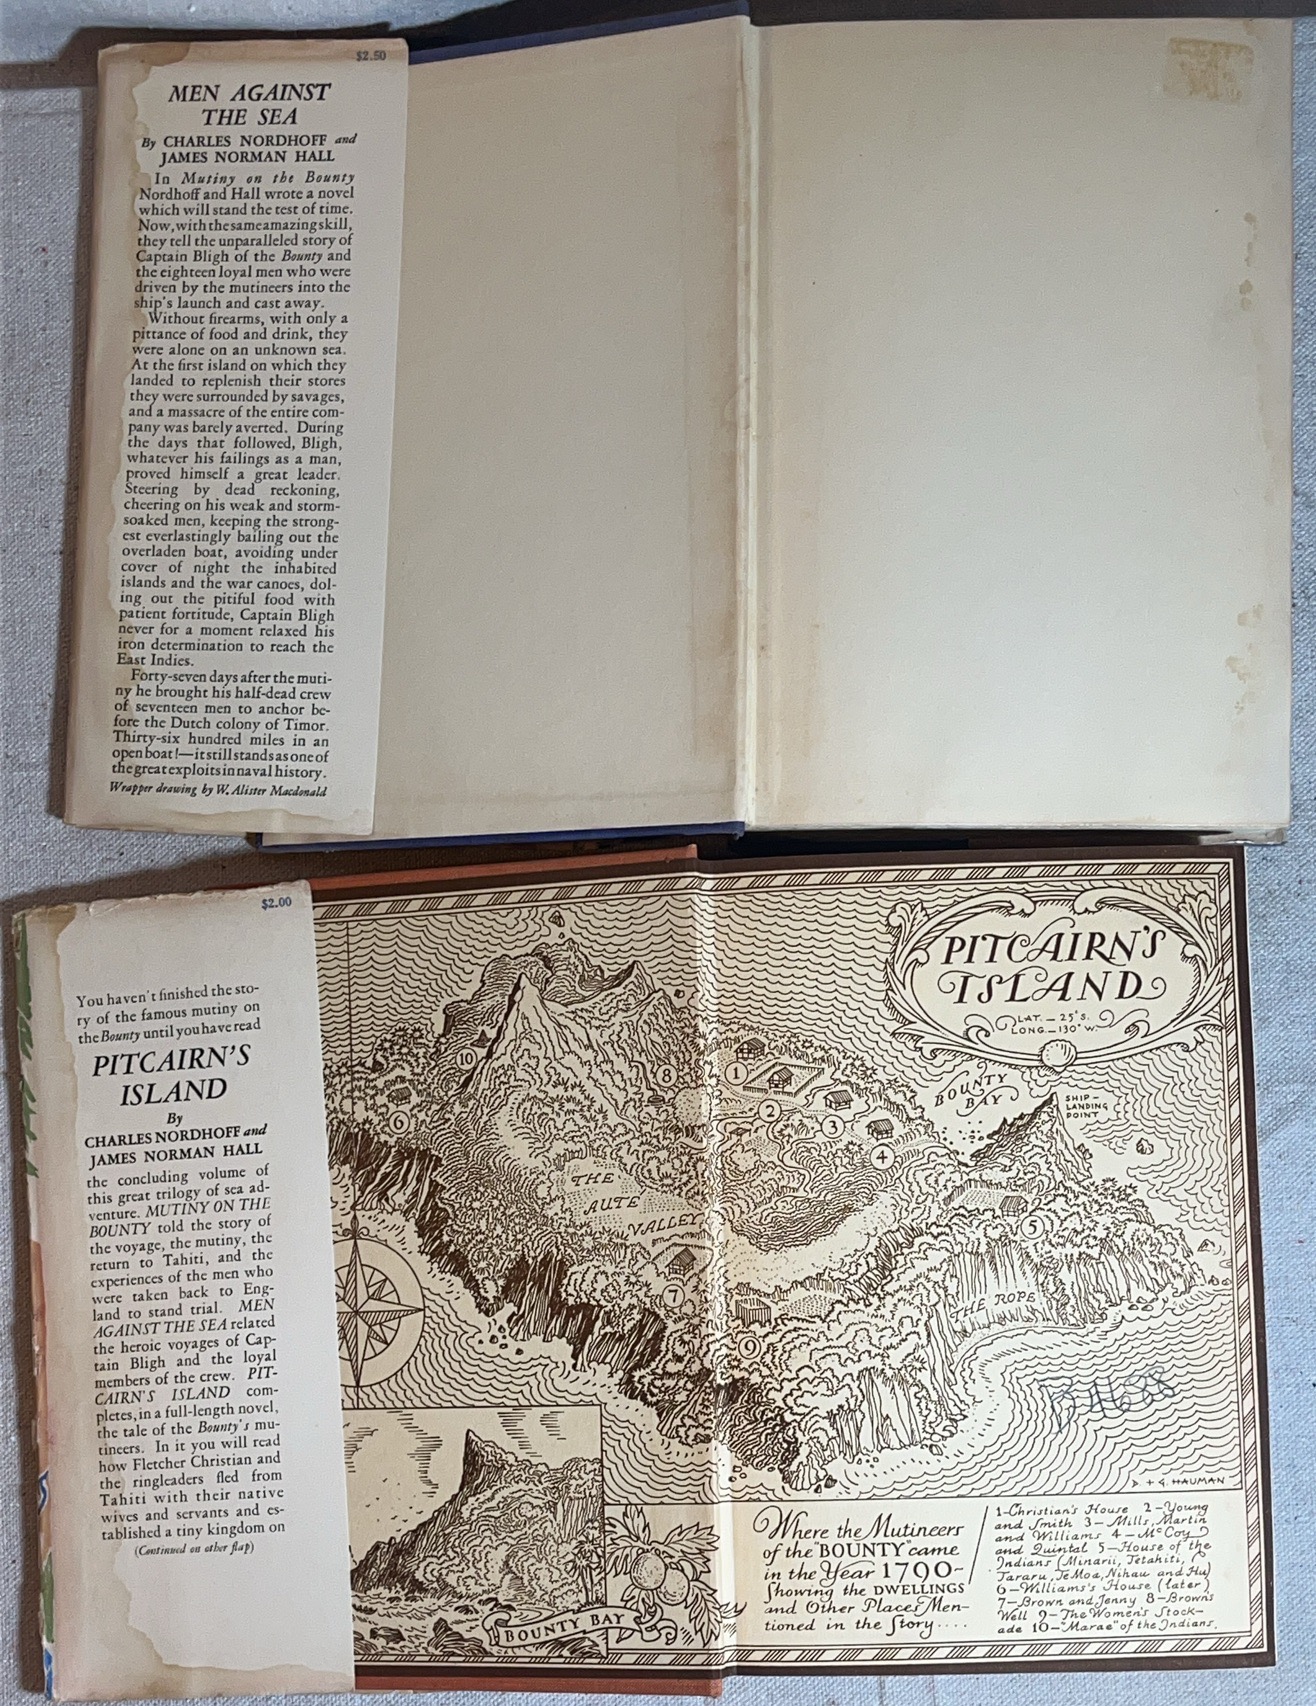 $2.50
MEN AGAINST
THE SEA
By CHARLES NORDHOFF and
JAMES NORMAN HALL
In Mutiny on the Bounty
Nordhoff and Hall wrote a novel
which will stand the test of time.
Now, with the same amazing skill,
they tell the unparalleled story of
Captain Bligh of the Bounty and
the eighteen loyal men who were
driven by the mutineers into the
ship's launch and cast away.
Without firearms, with only a
pittance of food and drink, they
were alone on an unknown sea.
At the first island on which they
landed to replenish their stores
they were surrounded by savages,
and a massacre of the entire com-
pany was barely averted. During
the days that followed, Bligh,
whatever his failings as a man,
proved himself a great leader.
Steering by dead reckoning,
cheering on his weak and storm-
soaked men, keeping the strong-
est everlastingly bailing out the
overladen boat, avoiding under
cover of night the inhabited
islands and the war canoes, dol-
ing out the pitiful food with
patient fortitude, Captain Bligh
never for a moment relaxed his
iron determination to reach the
East Indies.
Forty-seven days after the muti-
ny he brought his half-dead crew
of seventeen men to anchor be-
fore the Dutch colony of Timor.
Thirty-six hundred miles in an
open boat!—it still stands as one of
the great exploits in naval history.
Wrapper drawing by W. Alister Macdonald
$2.00
You haven't finished the sto-
ry of the famous mutiny on
the Bounty until you have read
PITCAIRN'S
ISLAND
By
CHARLES NORDHOFF and
JAMES NORMAN HALL
the concluding volume of
this great trilogy of sea ad-
venture. MUTINY ON THE
BOUNTY told the story of
the voyage, the mutiny, the
return to Tahiti, and the
experiences of the men who
were taken back to Eng-
land to stand trial. MEN
AGAINST THE SEA related
the heroic voyages of Cap-
tain Bligh and the loyal
members of the crew. PIT-
CAIRN'S ISLAND com-
pletes, in a full-length novel,
the tale of the Bounty's mu-
tineers. In it you will read
how Fletcher Christian and
the ringleaders fled from
Tahiti with their native
wives and servants and es-
tablished a tiny kingdom on
(Continued on other flap)
PITCAIRN'S
ISLAND
LAT. — 25° S.
LONG. — 130° W.
BOUNTY
BAY
SHIP-
LANDING
POINT
10
8
1
6
2
3
4
THE
AUTE
VALLEY
5
7
THE ROPE
9
D + G. HAUMAN
BOUNTY BAY
Where the Mutineers
of the "BOUNTY" came
in the Year 1790—
Showing the DWELLINGS
and Other Places Men-
tioned in the Story....
1-Christian's House 2-Young
and Smith 3-Mills, Martin
and Williams 4-McCoy
and Quintal 5-House of the
Indians (Minarii, Tetahiti,
Tararu, Te Moa, Nihau and Hu)
6-Williams's House (later)
7-Brown and Jenny 8-Brown's
Well 9-The Women's Stock-
ade 10-"Marae" of the Indians.